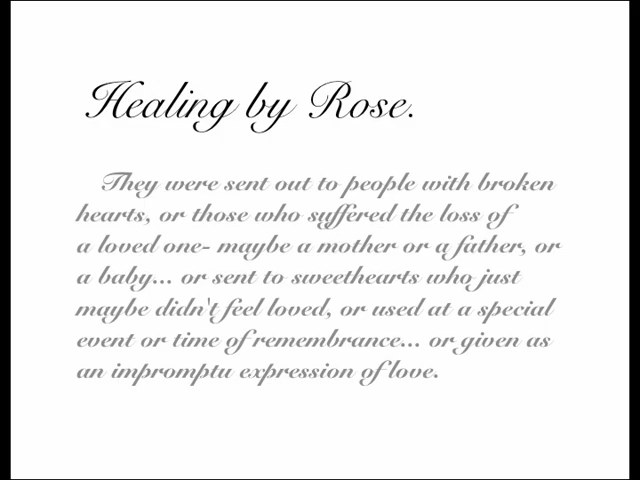 Healing by Rose.
They were sent out to people with broken
hearts, or those who suffered the loss of
a loved one- maybe a mother or a father, or
a baby... or sent to sweethearts who just
maybe didn't feel loved, or used at a special
event or time of remembrance... or given as
an impromptu expression of love.